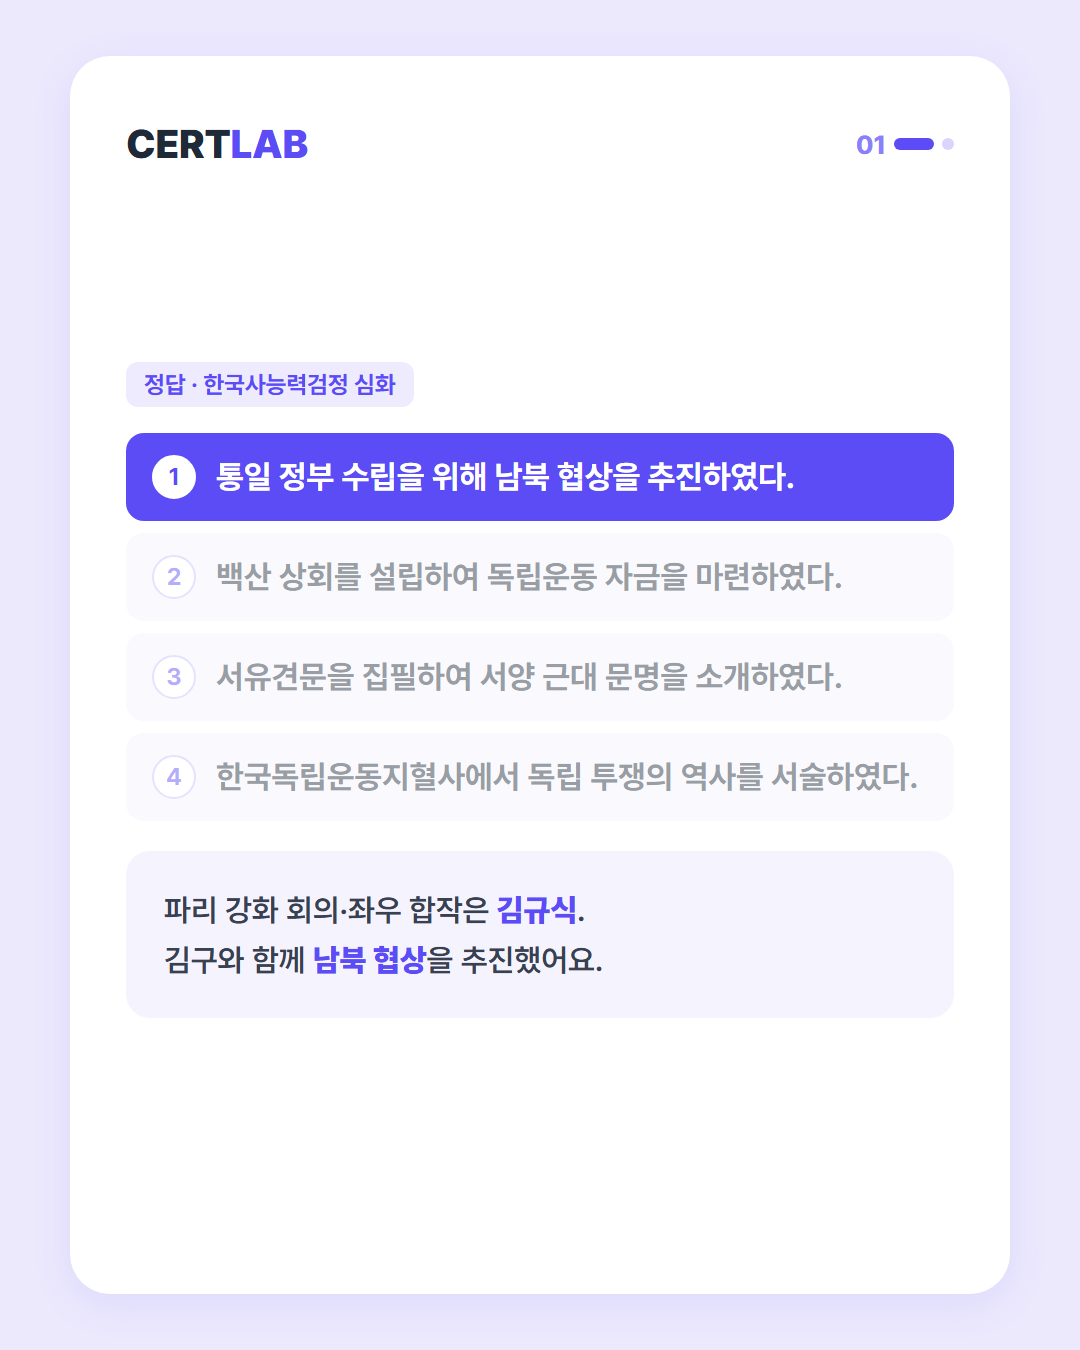 CERTLAB
01
정답 · 한국사능력검정 심화
1 통일 정부 수립을 위해 남북 협상을 추진하였다.
2 백산 상회를 설립하여 독립운동 자금을 마련하였다.
3 서유견문을 집필하여 서양 근대 문명을 소개하였다.
4 한국독립운동지혈사에서 독립 투쟁의 역사를 서술하였다.
파리 강화 회의·좌우 합작은 김규식.
김구와 함께 남북 협상을 추진했어요.